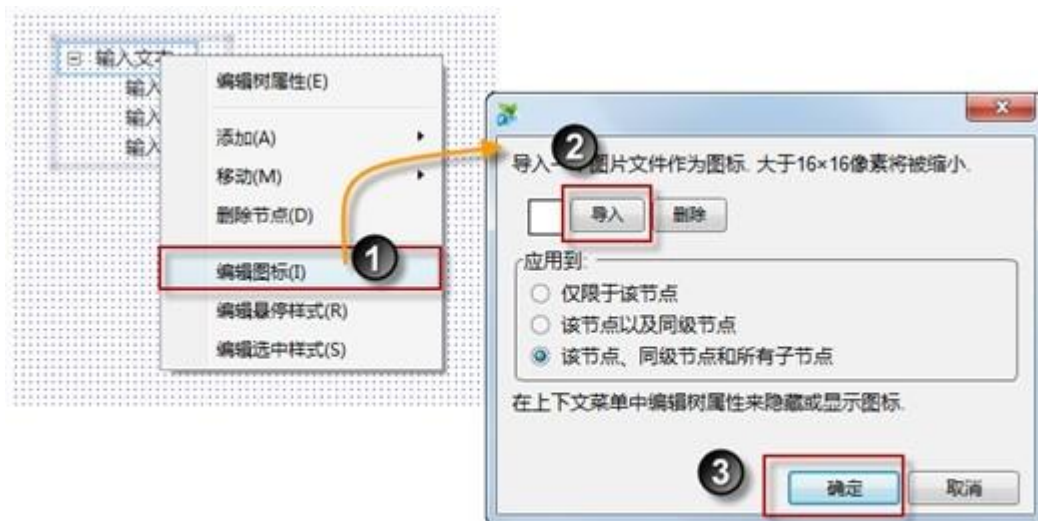 输入文本
输入
输入
输入
编辑树属性(E)
添加(A)
移动(M)
删除节点(D)
编辑图标(I)
编辑悬停样式(R)
编辑选中样式(S)
1
2
导入一 图片文件作为图标. 大于16×16像素将被缩小.
导入 删除
应用到:
仅限于该节点
该节点以及同级节点
该节点、同级节点和所有子节点
在上下文菜单中编辑树属性来隐藏或显示图标.
3
确定 取消